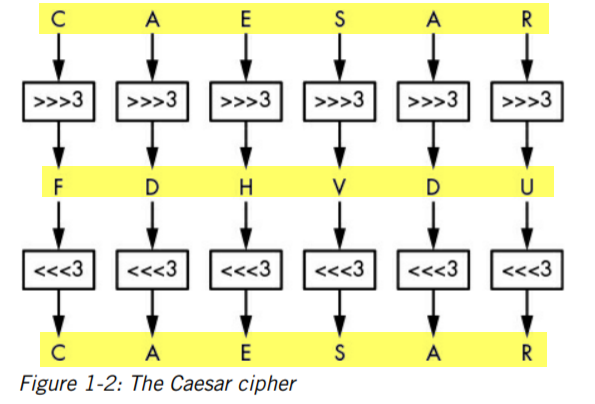 C A E S A R
>>>3 >>>3 >>>3 >>>3 >>>3 >>>3
F D H V D U
<<<3 <<<3 <<<3 <<<3 <<<3 <<<3
C A E S A R
Figure 1-2: The Caesar cipher